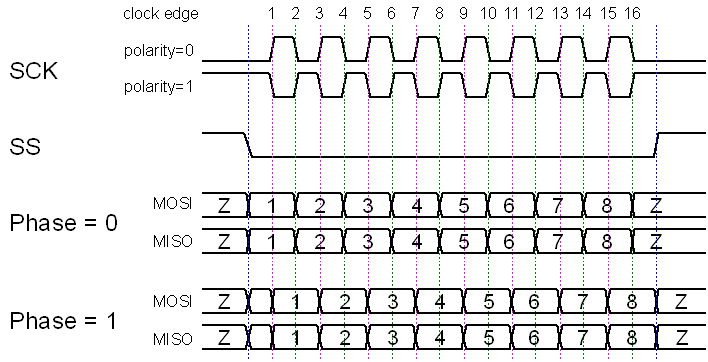 clock edge 1 2 3 4 5 6 7 8 9 10 11 12 13 14 15 16
polarity=0
SCK
polarity=1
SS
MOSI Z 1 2 3 4 5 6 7 8 Z
Phase = 0
MISO Z 1 2 3 4 5 6 7 8 Z
MOSI Z 1 2 3 4 5 6 7 8 Z
Phase = 1
MISO Z 1 2 3 4 5 6 7 8 Z